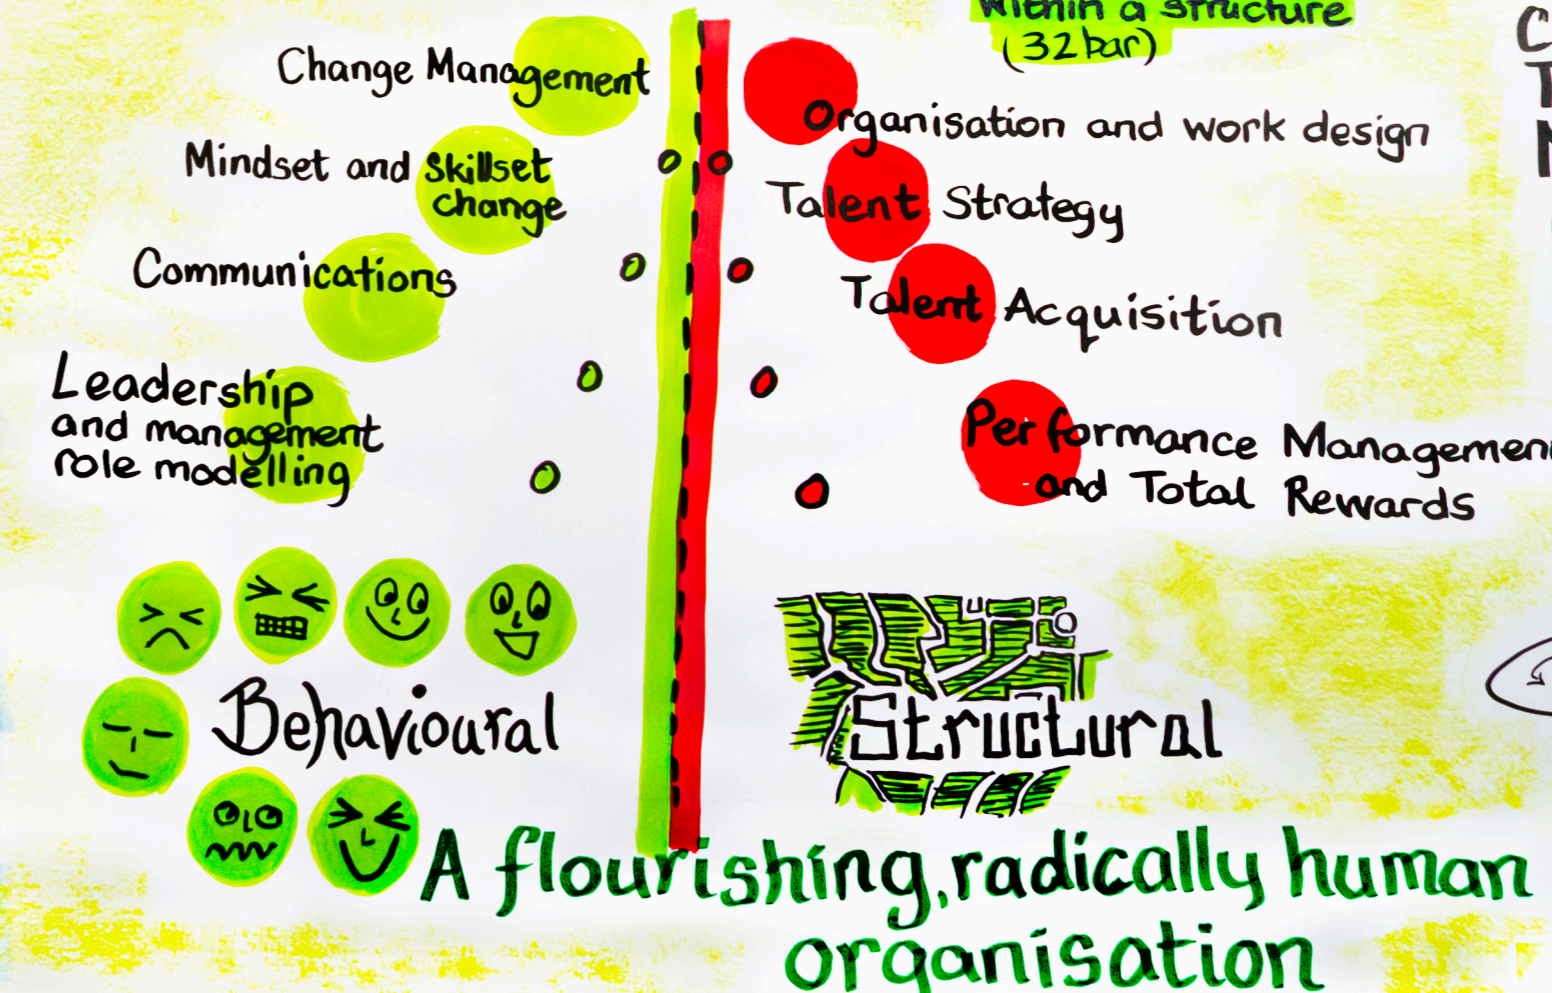 Within a structure
(32 bar)
Change Management
Mindset and Skillset
change
Communications
Leadership
and management
role modelling
Organisation and work design
Talent Strategy
Talent Acquisition
Performance Managemen
and Total Rewards
Behavioural
Structural
A flourishing, radically human
organisation